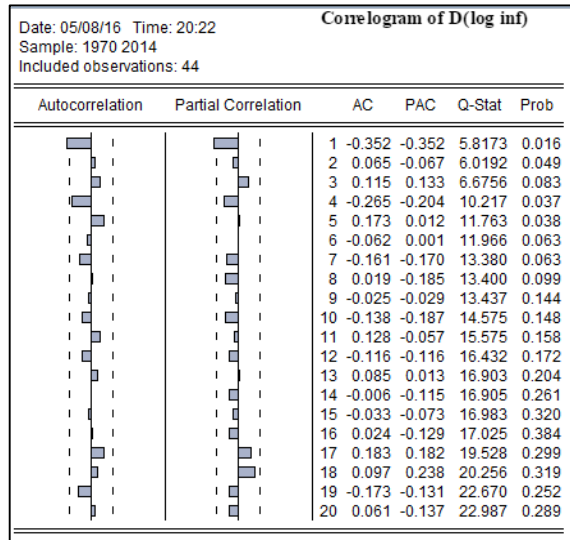 Correlogram of D(log inf)
Date: 05/08/16 Time: 20:22
Sample: 1970 2014
Included observations: 44
Autocorrelation Partial Correlation AC PAC Q-Stat Prob
1 -0.352 -0.352 5.8173 0.016
2 0.065 -0.067 6.0192 0.049
3 0.115 0.133 6.6756 0.083
4 -0.265 -0.204 10.217 0.037
5 0.173 0.012 11.763 0.038
6 -0.062 0.001 11.966 0.063
7 -0.161 -0.170 13.380 0.063
8 0.019 -0.185 13.400 0.099
9 -0.025 -0.029 13.437 0.144
10 -0.138 -0.187 14.575 0.148
11 0.128 -0.057 15.575 0.158
12 -0.116 -0.116 16.432 0.172
13 0.085 0.013 16.903 0.204
14 -0.006 -0.115 16.905 0.261
15 -0.033 -0.073 16.983 0.320
16 0.024 -0.129 17.025 0.384
17 0.183 0.182 19.528 0.299
18 0.097 0.238 20.256 0.319
19 -0.173 -0.131 22.670 0.252
20 0.061 -0.137 22.987 0.289